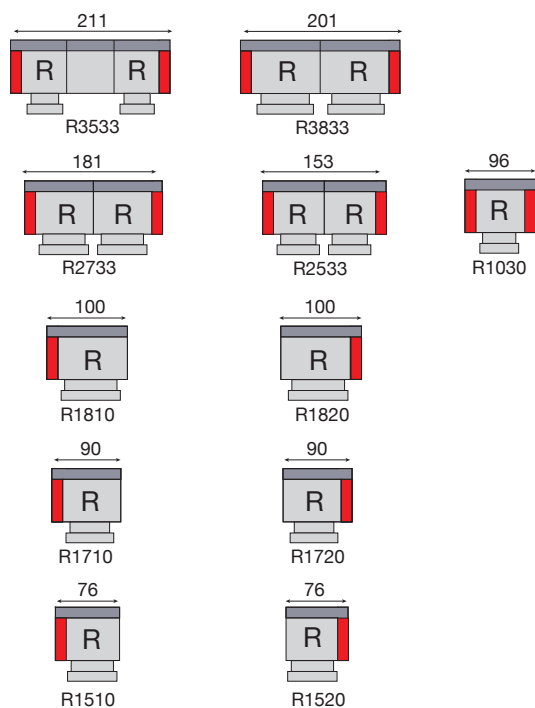 211 201
R R R R
R3533 R3833
181 153 96
R R R R R
R2733 R2533 R1030
100 100
R R
R1810 R1820
90 90
R R
R1710 R1720
76 76
R R
R1510 R1520